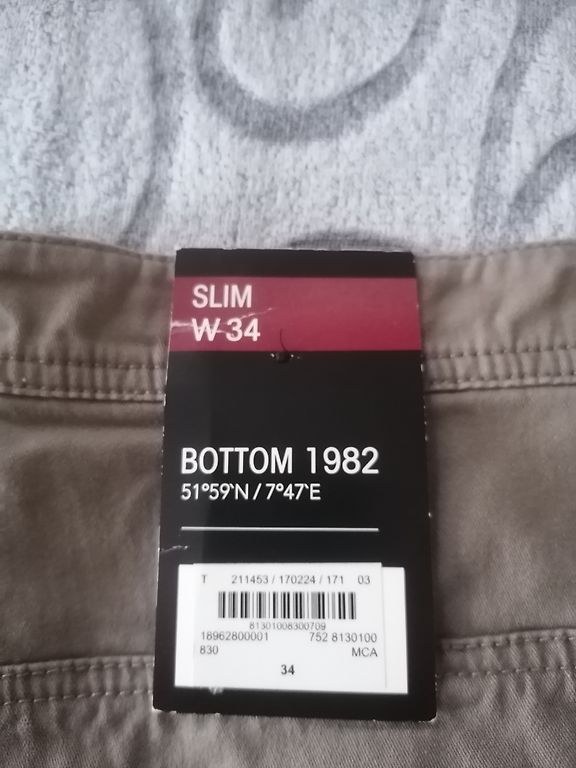 SLIM
W 34
BOTTOM 1982
51°59'N / 7°47'E
T 211453 / 170224 / 171 03
81301008300709
18962800001 752 8130100
830 MCA
34